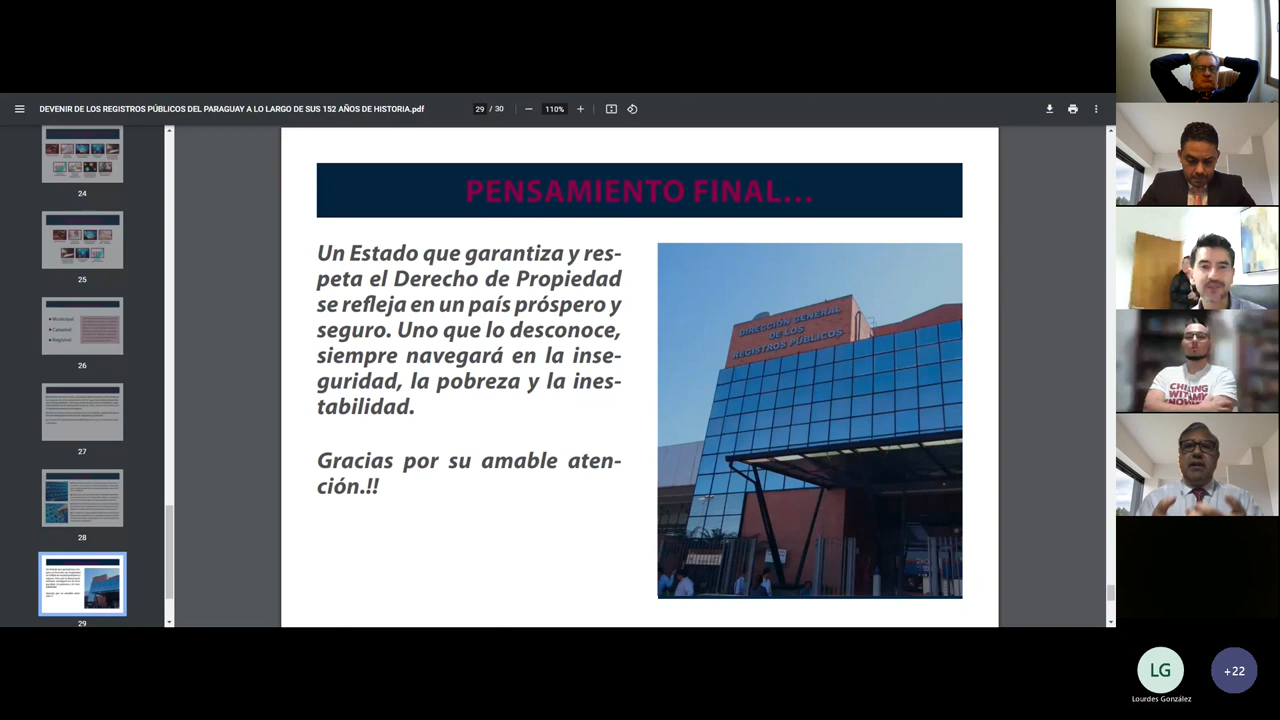 DEVENIR DE LOS REGISTROS PÚBLICOS DEL PARAGUAY A LO LARGO DE SUS 152 AÑOS DE HISTORIA.pdf
29 / 30
110%
24
25
• Municipal
• Catastral
• Registral
26
27
28
29
PENSAMIENTO FINAL...
Un Estado que garantiza y res-
peta el Derecho de Propiedad
se refleja en un país próspero y
seguro. Uno que lo desconoce,
siempre navegará en la inse-
guridad, la pobreza y la ines-
tabilidad.
Gracias por su amable aten-
ción.!!
DIRECCIÓN GENERAL
DE LOS
REGISTROS PÚBLICOS
LG
Lourdes González
+22